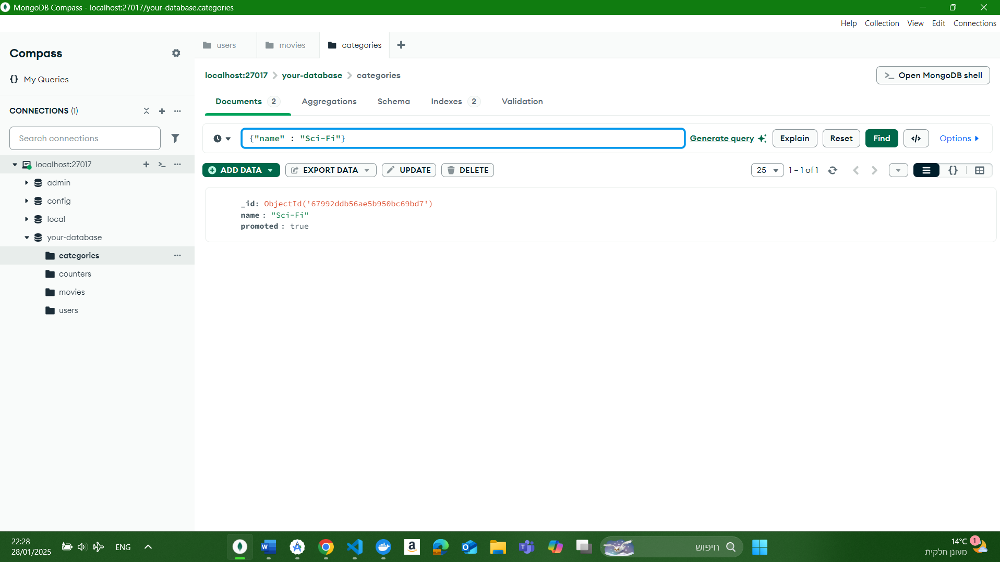 MongoDB Compass - localhost:27017/your-database.categories
Help Collection View Edit Connections
Compass
{} My Queries
CONNECTIONS (1)
Search connections
localhost:27017
admin
config
local
your-database
categories
counters
movies
users
users movies categories
localhost:27017 > your-database > categories
>_ Open MongoDB shell
Documents 2 Aggregations Schema Indexes 2 Validation
{"name" : "Sci-Fi"}
Generate query Explain Reset Find </> Options
ADD DATA EXPORT DATA UPDATE DELETE
25 1 – 1 of 1 {}
_id: ObjectId('67992ddb56ae5b950bc69bd7')
name : "Sci-Fi"
promoted : true
22:28
28/01/2025
ENG
חיפוש
14°C 1
מעונן חלקית